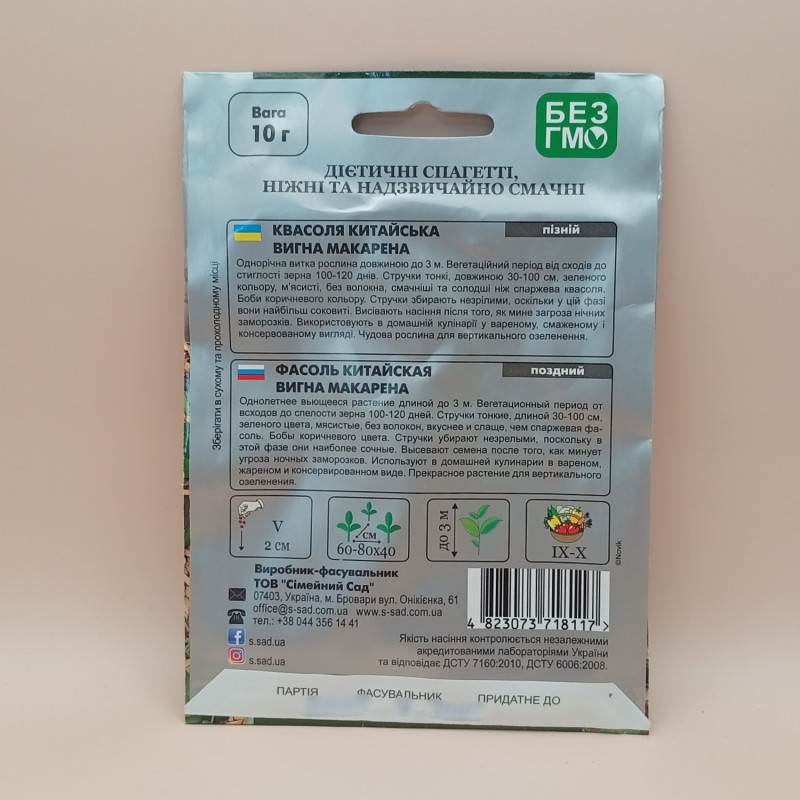 Вага
10 г
БЕЗ
ГМО
ДІЄТИЧНІ СПАГЕТТІ,
НІЖНІ ТА НАДЗВИЧАЙНО СМАЧНІ
Зберігати в сухому та прохолодному місці
КВАСОЛЯ КИТАЙСЬКА
пізній
ВИГНА МАКАРЕНА
Однорічна витка рослина довжиною до 3 м. Вегетаційний період від сходів до
стиглості зерна 100-120 днів. Стручки тонкі, довжиною 30-100 см, зеленого
кольору, м'ясисті, без волокна, смачніші та солодші ніж спаржева квасоля.
Боби коричневого кольору. Стручки збирають незрілими, оскільки у цій фазі
вони найбільш соковиті. Висівають насіння після того, як мине загроза нічних
заморозків. Використовують в домашній кулінарії у вареному, смаженому і
консервованому вигляді. Чудова рослина для вертикального озеленення.
ФАСОЛЬ КИТАЙСКАЯ
поздний
ВИГНА МАКАРЕНА
Однолетнее вьющееся растение длиной до 3 м. Вегетационный период от
всходов до спелости зерна 100-120 дней. Стручки тонкие, длиной 30-100 см,
зеленого цвета, мясистые, без волокон, вкуснее и слаще, чем спаржевая фа-
соль. Бобы коричневого цвета. Стручки убирают незрелыми, поскольку в
этой фазе они наиболее сочные. Высевают семена после того, как минует
угроза ночных заморозков. Используют в домашней кулинарии в вареном,
жареном и консервированном виде. Прекрасное растение для вертикального
озеленения.
V
2 см
см
60-80х40
до 3 м
IX-X
©Novik
Виробник-фасувальник
ТОВ "Сімейний Сад"
07403, Україна, м. Бровари вул. Онікієнка, 61
office@s-sad.com.ua www.s-sad.com.ua
тел.: +38 044 356 14 41
s.sad.ua
s.sad.ua
4 823073 718117 >
Якість насіння контролюється незалежними
акредитованими лабораторіями України
та відповідає ДСТУ 7160:2010, ДСТУ 6006:2008.
ПАРТІЯ ФАСУВАЛЬНИК ПРИДАТНЕ ДО